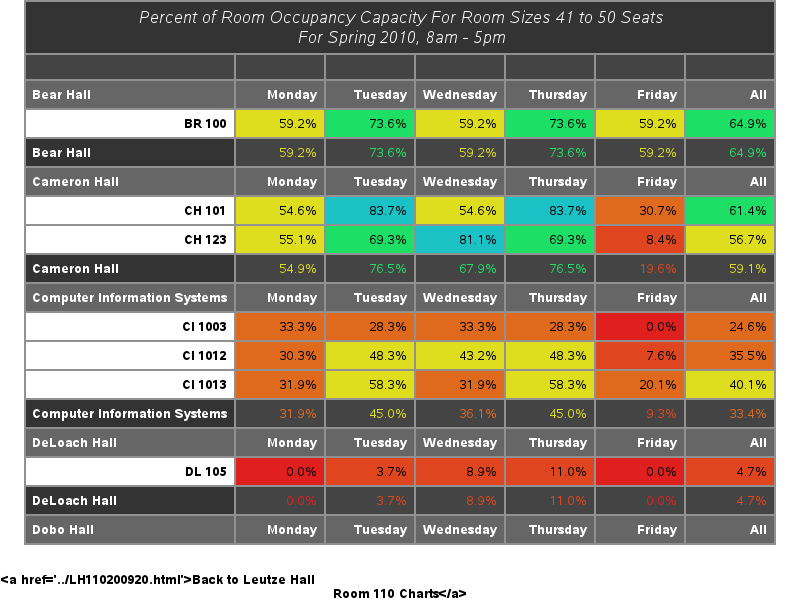 Percent of Room Occupancy Capacity For Room Sizes 41 to 50 Seats
For Spring 2010, 8am - 5pm
Bear Hall Monday Tuesday Wednesday Thursday Friday All
BR 100 59.2% 73.6% 59.2% 73.6% 59.2% 64.9%
Bear Hall 59.2% 73.6% 59.2% 73.6% 59.2% 64.9%
Cameron Hall Monday Tuesday Wednesday Thursday Friday All
CH 101 54.6% 83.7% 54.6% 83.7% 30.7% 61.4%
CH 123 55.1% 69.3% 81.1% 69.3% 8.4% 56.7%
Cameron Hall 54.9% 76.5% 67.9% 76.5% 19.6% 59.1%
Computer Information Systems Monday Tuesday Wednesday Thursday Friday All
CI 1003 33.3% 28.3% 33.3% 28.3% 0.0% 24.6%
CI 1012 30.3% 48.3% 43.2% 48.3% 7.6% 35.5%
CI 1013 31.9% 58.3% 31.9% 58.3% 20.1% 40.1%
Computer Information Systems 31.9% 45.0% 36.1% 45.0% 9.3% 33.4%
DeLoach Hall Monday Tuesday Wednesday Thursday Friday All
DL 105 0.0% 3.7% 8.9% 11.0% 0.0% 4.7%
DeLoach Hall 0.0% 3.7% 8.9% 11.0% 0.0% 4.7%
Dobo Hall Monday Tuesday Wednesday Thursday Friday All
<a href='../LH110200920.html'>Back to Leutze Hall
Room 110 Charts</a>